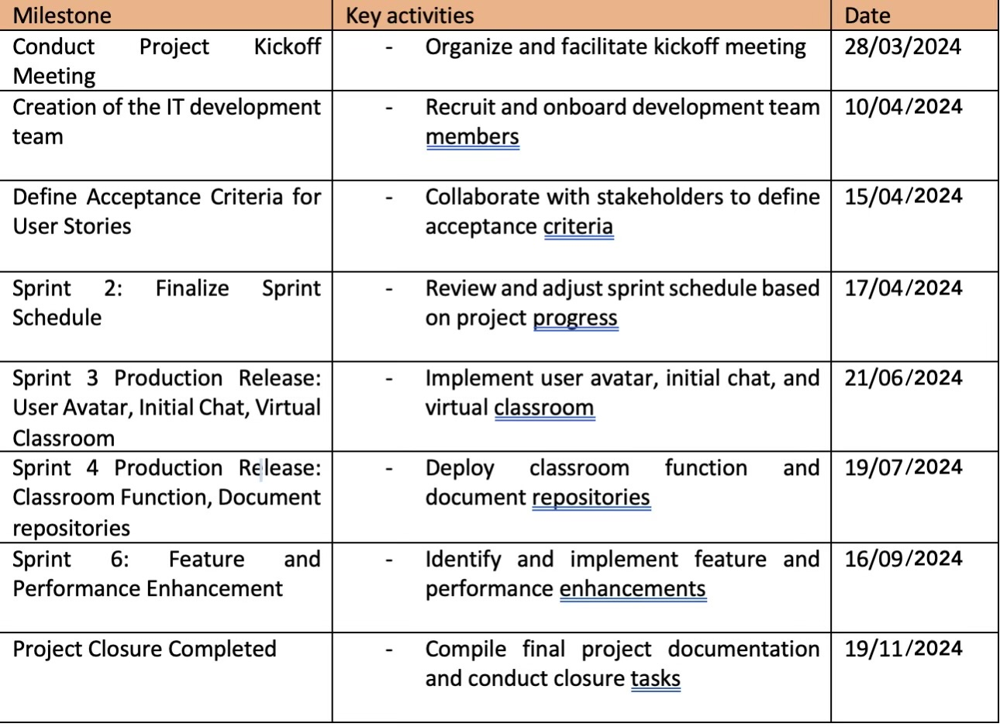 Milestone Key activities Date
Conduct Project Kickoff - Organize and facilitate kickoff meeting 28/03/2024
Meeting
Creation of the IT development - Recruit and onboard development team 10/04/2024
team members
Define Acceptance Criteria for - Collaborate with stakeholders to define 15/04/2024
User Stories acceptance criteria
Sprint 2: Finalize Sprint - Review and adjust sprint schedule based 17/04/2024
Schedule on project progress
Sprint 3 Production Release: - Implement user avatar, initial chat, and 21/06/2024
User Avatar, Initial Chat, Virtual virtual classroom
Classroom
Sprint 4 Production Release: - Deploy classroom function and 19/07/2024
Classroom Function, Document document repositories
repositories
Sprint 6: Feature and - Identify and implement feature and 16/09/2024
Performance Enhancement performance enhancements
Project Closure Completed - Compile final project documentation 19/11/2024
and conduct closure tasks